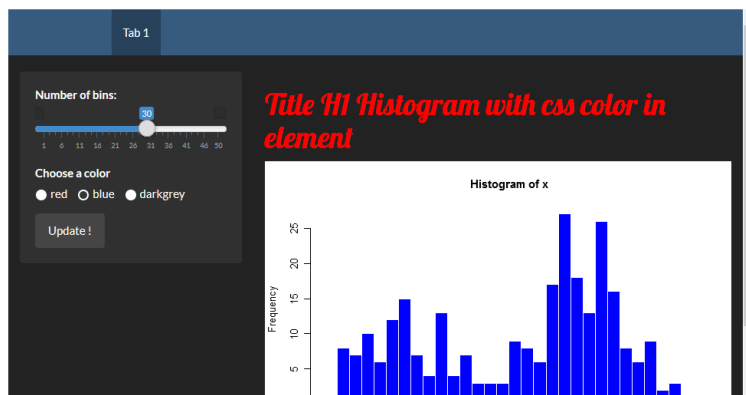 Tab 1
Number of bins:
30
1 6 11 16 21 26 31 36 41 46 50
Choose a color
red blue darkgrey
Update !
Title H1 Histogram with css color in
element
Histogram of x
Frequency
25
20
15
10
5